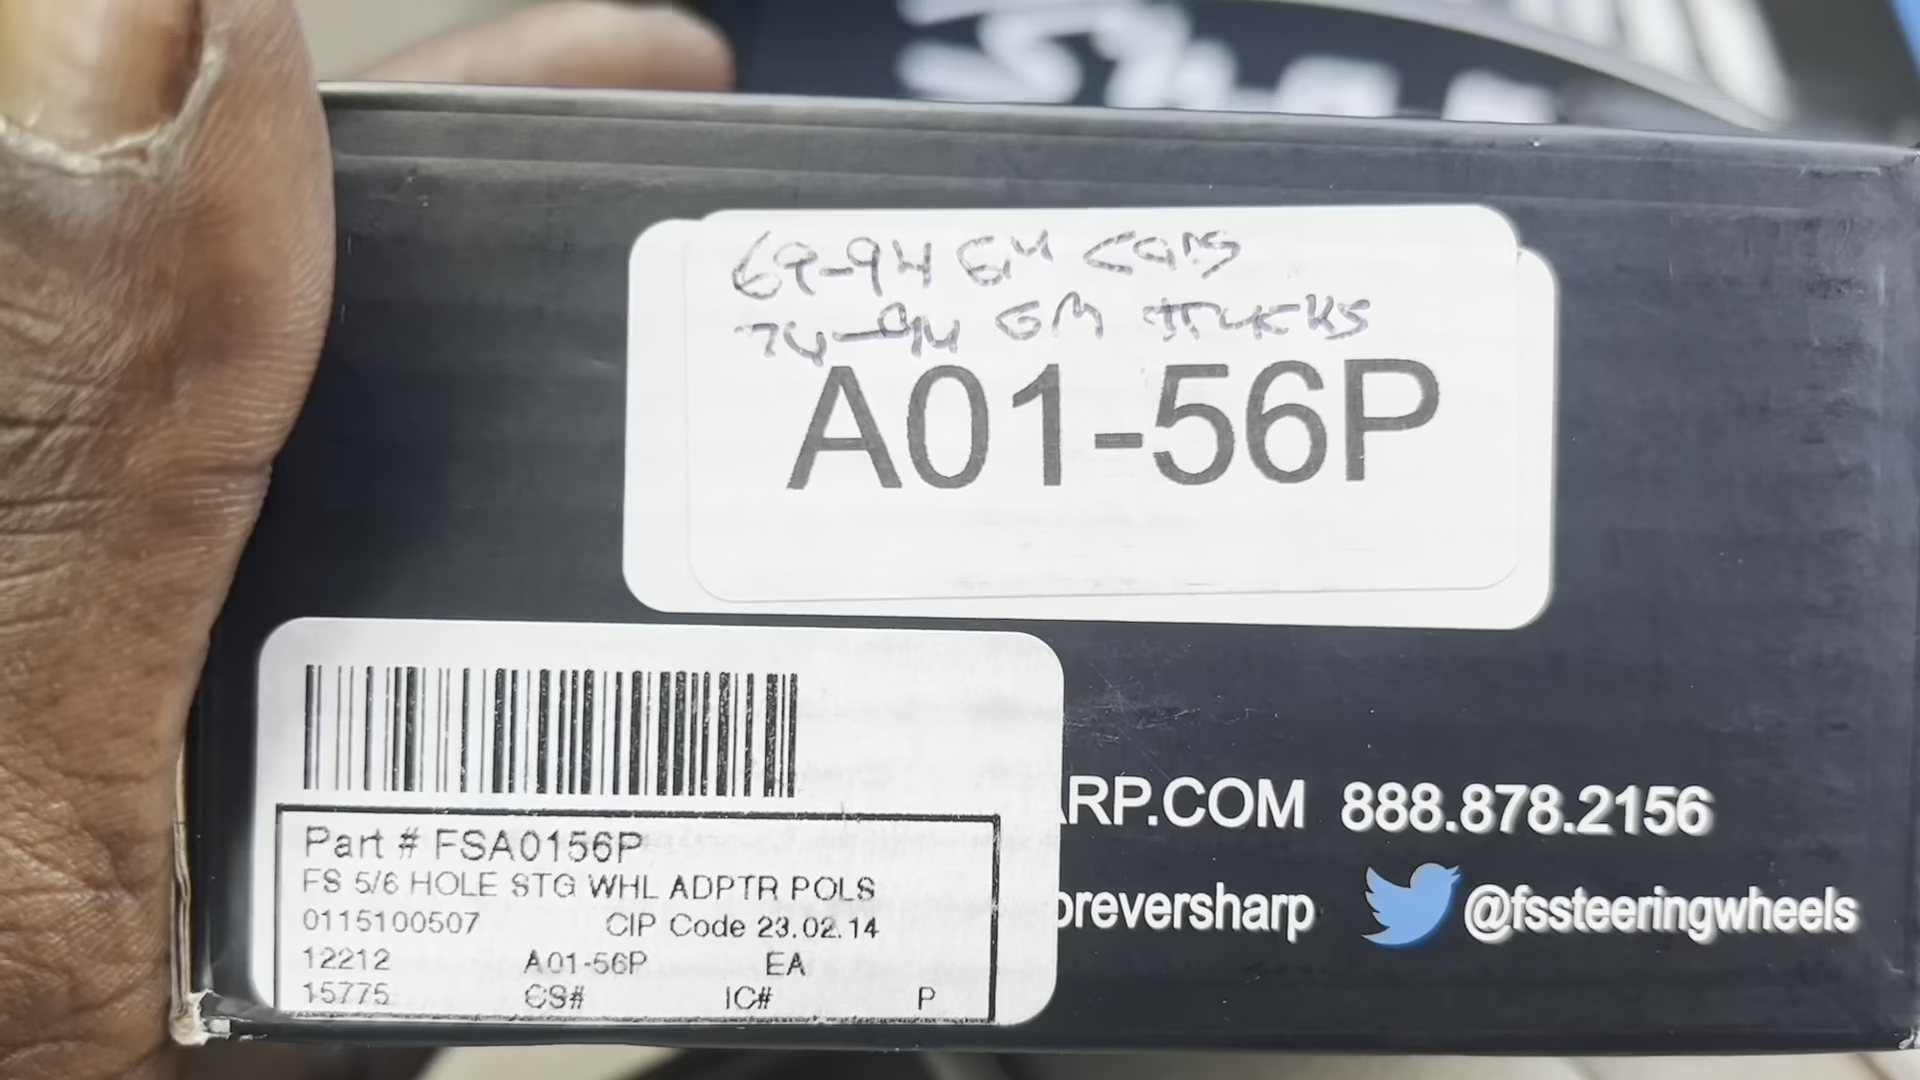 69-94 GM CARS
74-94 GM TRUCKS
A01-56P
RP.COM 888.878.2156
oreversharp @fssteeringwheels
Part # FSA0156P
FS 5/6 HOLE STG WHL ADPTR POLS
0115100507 CIP Code 23.02.14
12212 A01-56P EA
15775 CS# IC# P